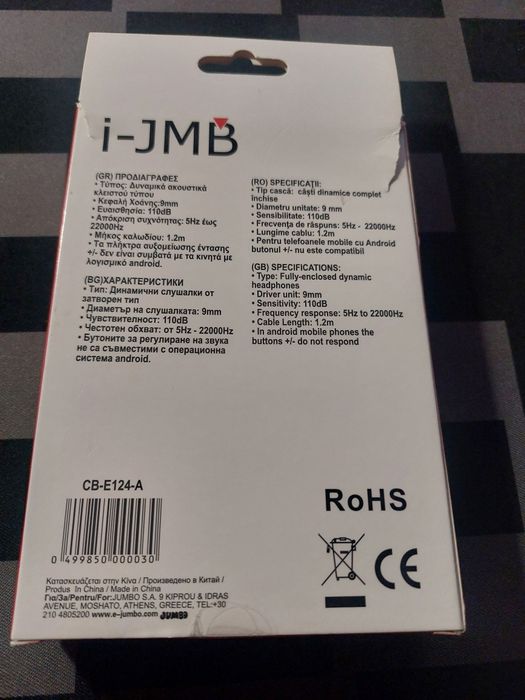 i-JMB
(GR) ΠΡΟΔΙΑΓΡΑΦΕΣ
• Τύπος: Δυναμικά ακουστικά
κλειστού τύπου
• Κεφαλή Χοάνης:9mm
• Ευαισθησία: 110dB
• Απόκριση συχνότητας: 5Hz έως
22000Hz
• Μήκος καλωδίου: 1.2m
• Τα πλήκτρα αυξομείωσης έντασης
+/- δεν είναι συμβατά με τα κινητά με
λογισμικό android.
(BG)ХАРАКТЕРИСТИКИ
• Тип: Динамични слушалки от
затворен тип
• Диаметър на слушалката: 9mm
• Чувствителност: 110dB
• Честотен обхват: от 5Hz - 22000Hz
• Бутоните за регулиране на звука
не са съвместими с операционна
система android.
(RO) SPECIFICAȚII:
• Tip cască: căști dinamice complet
închise
• Diametru unitate: 9 mm
• Sensibilitate: 110dB
• Frecvența de răspuns: 5Hz - 22000Hz
• Lungime cablu: 1.2m
• Pentru telefoanele mobile cu Android
butonul +/- nu este compatibil
(GB) SPECIFICATIONS:
• Type: Fully-enclosed dynamic
headphones
• Driver unit: 9mm
• Sensitivity: 110dB
• Frequency response: 5Hz to 22000Hz
• Cable Length: 1.2m
• In android mobile phones the
buttons +/- do not respond
CB-E124-A
0 499850 000030
RoHS
CE
Κατασκευάζεται στην Κίνα / Произведено в Китай /
Produs In China / Made in China
Για/За/Pentru/For:JUMBO S.A. 9 KIPROU & IDRAS
AVENUE, MOSHATO, ATHENS, GREECE, TEL:+30
210 4805200 www.e-jumbo.com JUMBO